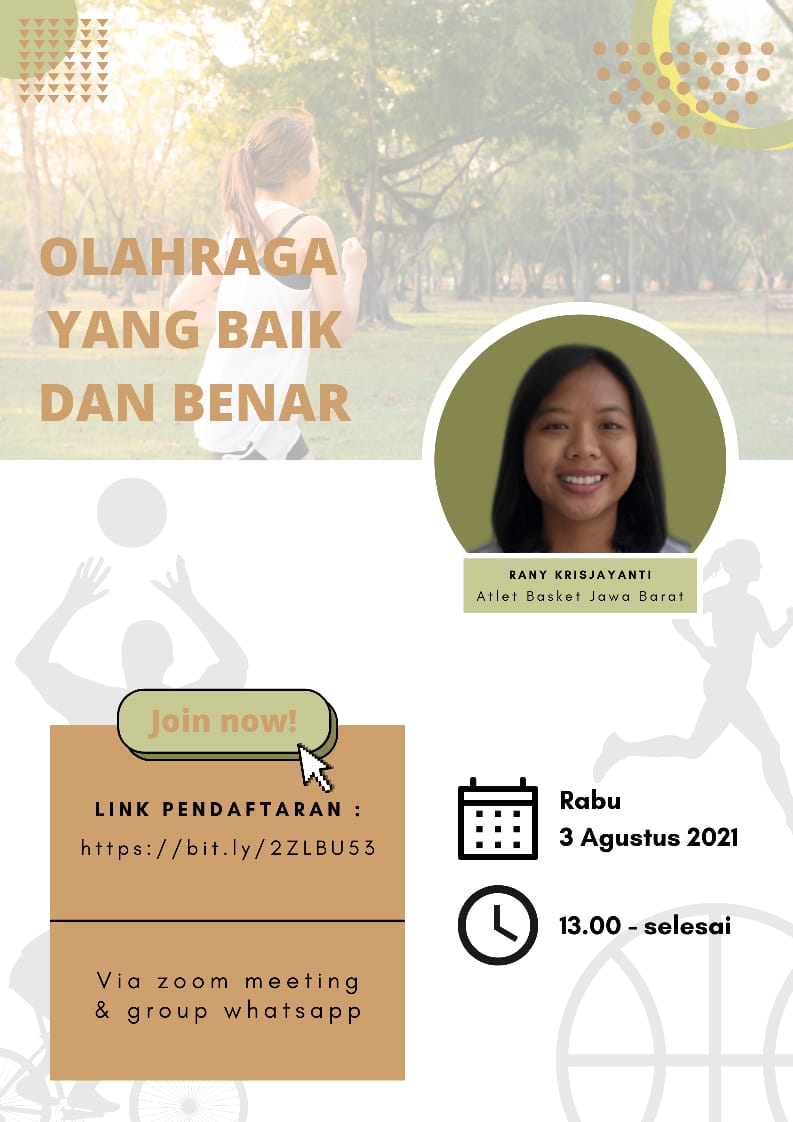 OLAHRAGA
YANG BAIK
DAN BENAR
RANY KRISJAYANTI
Atlet Basket Jawa Barat
Join now!
LINK PENDAFTARAN :
https://bit.ly/2ZLBU53
Via zoom meeting
& group whatsapp
Rabu
3 Agustus 2021
13.00 - selesai